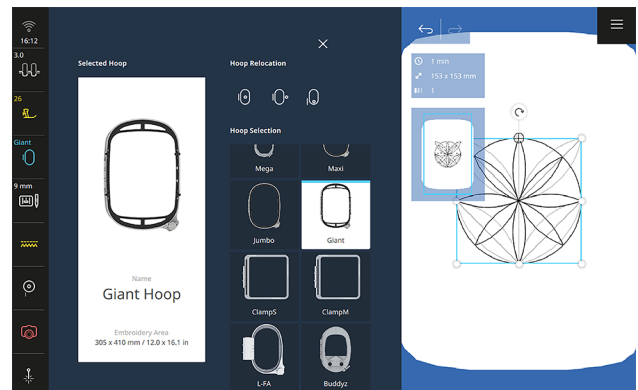 16:12
3.0
26
Giant
9 mm
Selected Hoop
Name
Giant Hoop
Embroidery Area
305 x 410 mm / 12.0 x 16.1 in
Hoop Relocation
Hoop Selection
Mega
Maxi
Jumbo
Giant
ClampS
ClampM
L-FA
Buddyz
1 min
153 x 153 mm
1